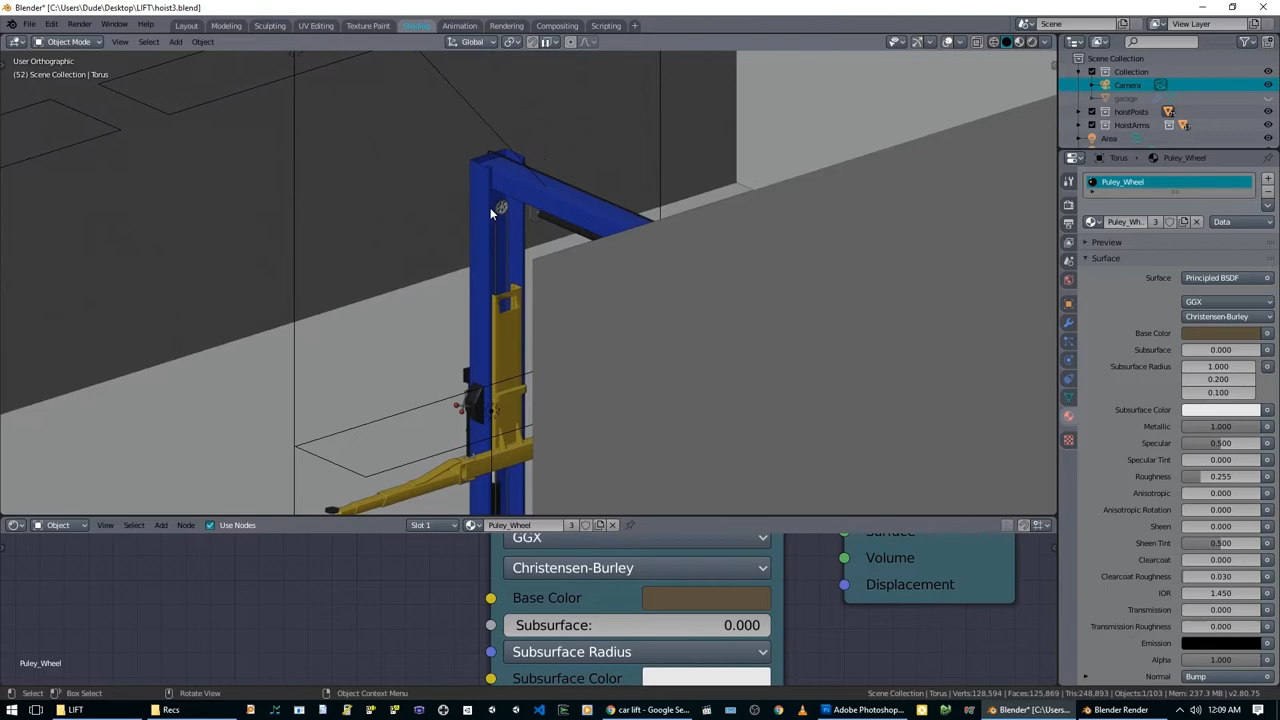 Blender* [C:\Users\Dude\Desktop\LIFT\hoist3.blend]
File Edit Render Window Help Layout Modeling Sculpting UV Editing Texture Paint Shading Animation Rendering Compositing Scripting + Scene View Layer
Object Mode View Select Add Object Global
User Orthographic
(52) Scene Collection | Torus
Scene Collection
Collection
Camera
garage
hoistPosts
HoistArms
Area
Torus Puley_Wheel
Puley_Wheel
Puley_Wh.. 3 Data
Preview
Surface
Surface Principled BSDF
GGX
Christensen-Burley
Base Color
Subsurface 0.000
Subsurface Radius 1.000
0.200
0.100
Subsurface Color
Metallic 1.000
Specular 0.500
Specular Tint 0.000
Roughness 0.255
Anisotropic 0.000
Anisotropic Rotation 0.000
Sheen 0.000
Sheen Tint 0.500
Clearcoat 0.000
Clearcoat Roughness 0.030
IOR 1.450
Transmission 0.000
Transmission Roughness 0.000
Emission
Alpha 1.000
Normal Bump
Object View Select Add Node Use Nodes Slot 1 Puley_Wheel 3
GGX
Christensen-Burley
Base Color
Subsurface: 0.000
Subsurface Radius
Subsurface Color
Surface
Volume
Displacement
Puley_Wheel
Select Box Select Rotate View Object Context Menu Scene Collection | Torus | Verts:128,594 | Faces:125,869 | Tris:248,893 | Objects:1/103 | Mem: 237.3 MB | v2.80.75
LIFT Recs car lift - Google Se... Adobe Photoshop... Blender* [C:\Users... Blender Render 12:09 AM